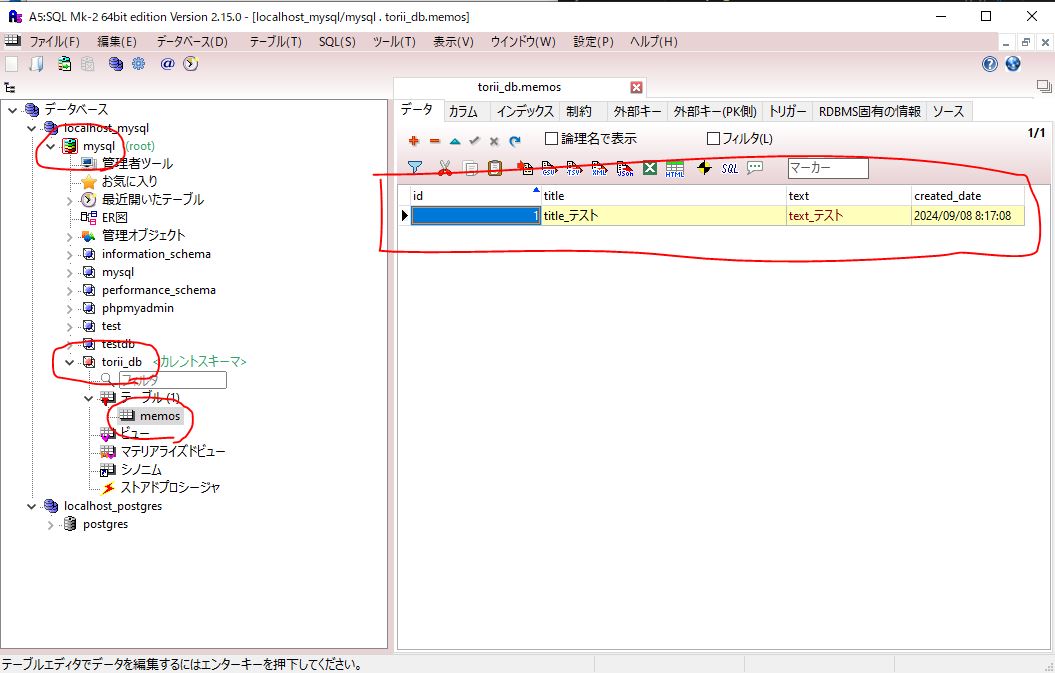 A5:SQL Mk-2 64bit edition Version 2.15.0 - [localhost_mysql/mysql . torii_db.memos]
ファイル(F) 編集(E) データベース(D) テーブル(T) SQL(S) ツール(T) 表示(V) ウインドウ(W) 設定(P) ヘルプ(H)
torii_db.memos
データ カラム インデックス 制約 外部キー 外部キー(PK側) トリガー RDBMS固有の情報 ソース
論理名で表示 フィルタ(L) 1/1
CSV TSV XML JSON HTML SQL マーカー
id title text created_date
1 title_テスト text_テスト 2024/09/08 8:17:08
データベース
localhost_mysql
mysql (root)
管理者ツール
お気に入り
最近開いたテーブル
ER図
管理オブジェクト
information_schema
mysql
performance_schema
phpmyadmin
test
testdb
torii_db <カレントスキーマ>
フィルタ
テーブル (1)
memos
ビュー
マテリアライズドビュー
シノニム
ストアドプロシージャ
localhost_postgres
postgres
テーブルエディタでデータを編集するにはエンターキーを押下してください。